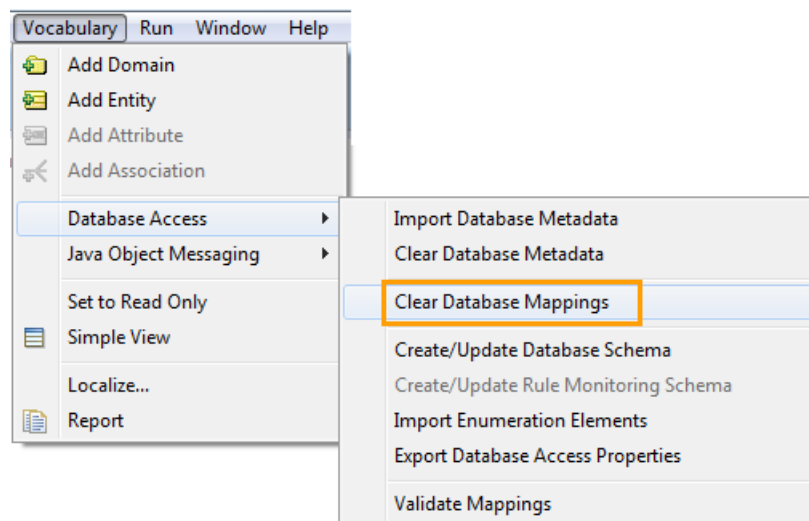 Vocabulary Run Window Help
Add Domain
Add Entity
Add Attribute
Add Association
Database Access
Java Object Messaging
Set to Read Only
Simple View
Localize...
Report
Import Database Metadata
Clear Database Metadata
Clear Database Mappings
Create/Update Database Schema
Create/Update Rule Monitoring Schema
Import Enumeration Elements
Export Database Access Properties
Validate Mappings